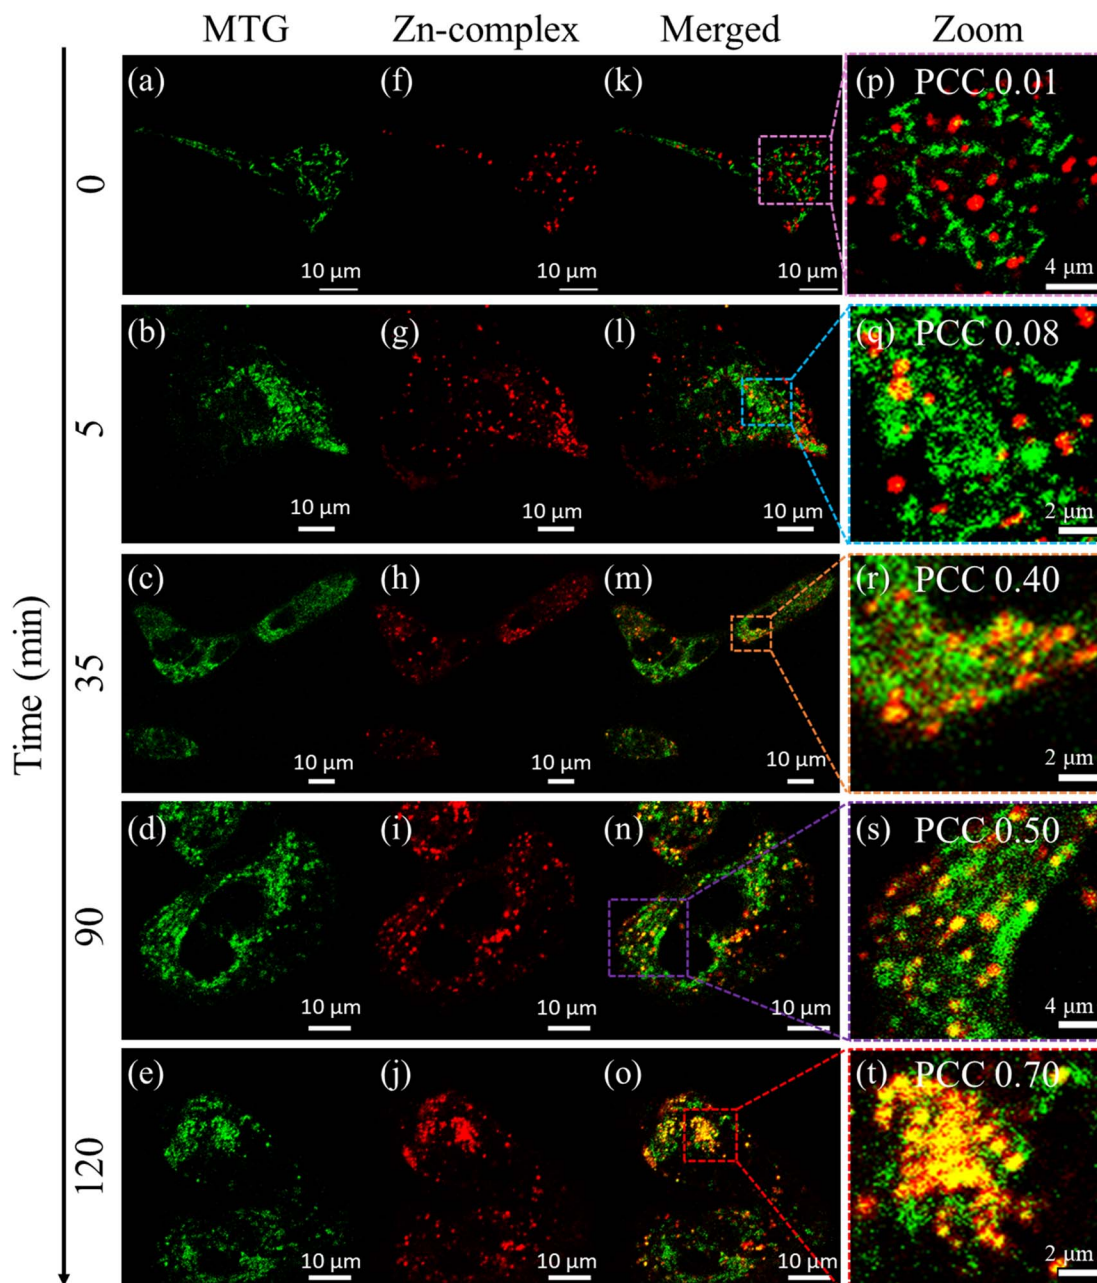 MTG Zn-complex Merged Zoom
Time (min)
0
(a) (f) (k) (p) PCC 0.01
10 μm 10 μm 10 μm 4 μm
5
(b) (g) (l) (q) PCC 0.08
10 μm 10 μm 10 μm 2 μm
35
(c) (h) (m) (r) PCC 0.40
10 μm 10 μm 10 μm 2 μm
90
(d) (i) (n) (s) PCC 0.50
10 μm 10 μm 10 μm 4 μm
120
(e) (j) (o) (t) PCC 0.70
10 μm 10 μm 10 μm 2 μm